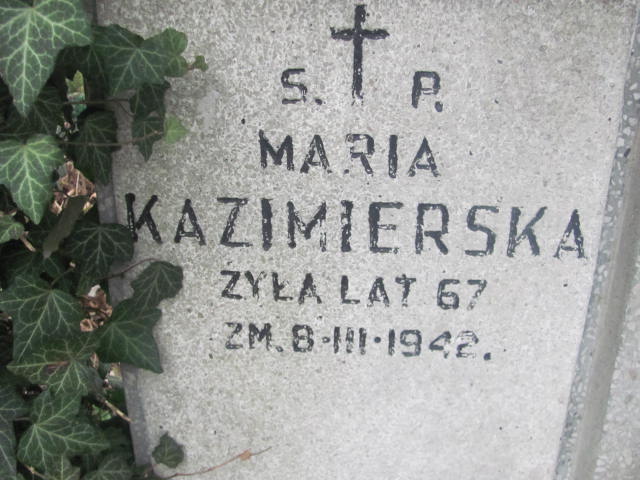 S. P.
MARIA
KAZIMIERSKA
ŻYŁA LAT 67
ZM. 8·III·1942.